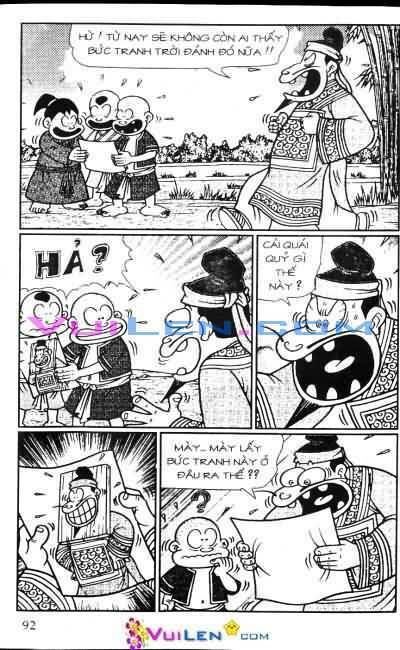 HỪ! TỪ NAY SẼ KHÔNG CÒN AI THẤY
BỨC TRANH TRỜI ĐÁNH ĐÓ NỮA!!
HẢ?
CÁI QUÁI
QUỶ GÌ
THẾ
NÀY?
VUILEN.COM
MÀY... MÀY LẤY
BỨC TRANH NÀY Ở
ĐÂU RA THẾ??
?
92
VUILEN COM